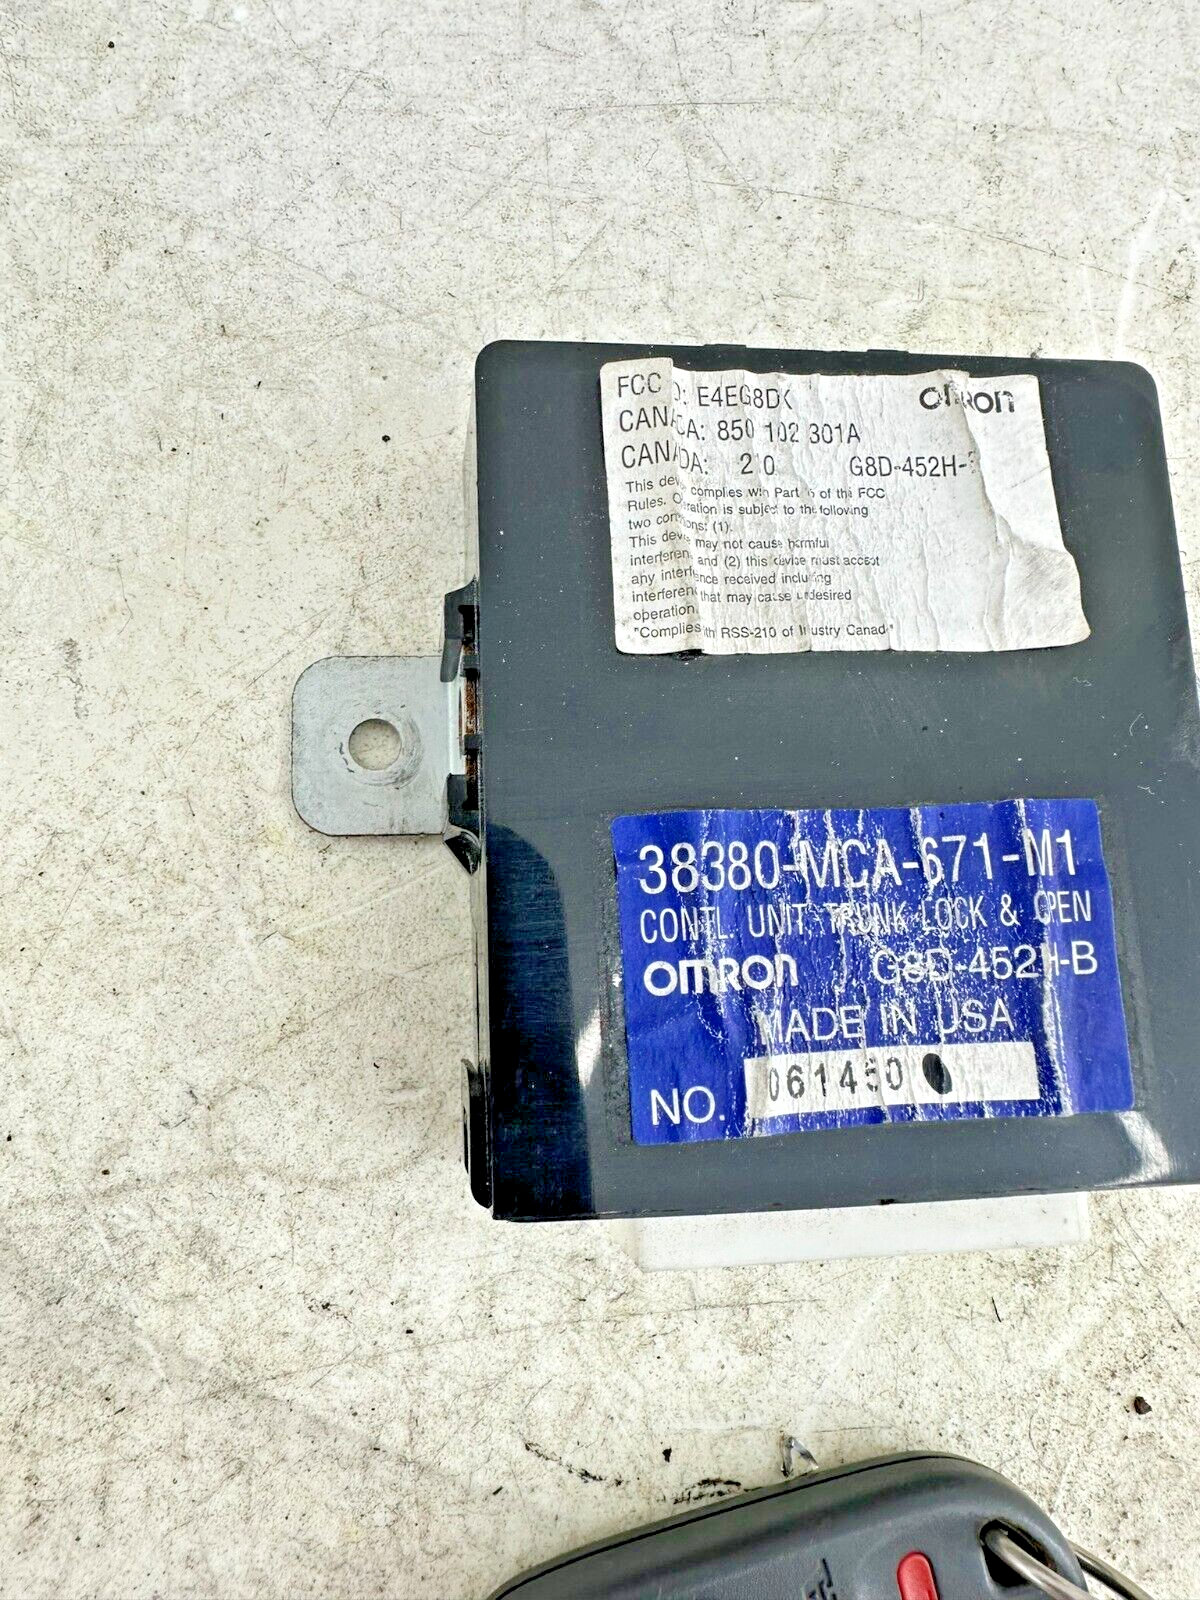 FCC ID: E4EG8DK
OMRON
CANADA: 850 102 301A
CANADA: 2 0 G8D-452H-
This device complies with Part 15 of the FCC
Rules. Operation is subject to the following
two conditions: (1).
This device may not cause harmful
interference and (2) this device must accept
any interference received including
interference that may cause undesired
operation.
"Complies with RSS-210 of Industry Canada"
38380-MCA-671-M1
CONTL. UNIT TRUNK LOCK & OPEN
OMRON G8D-452H-B
MADE IN USA
NO. 061450